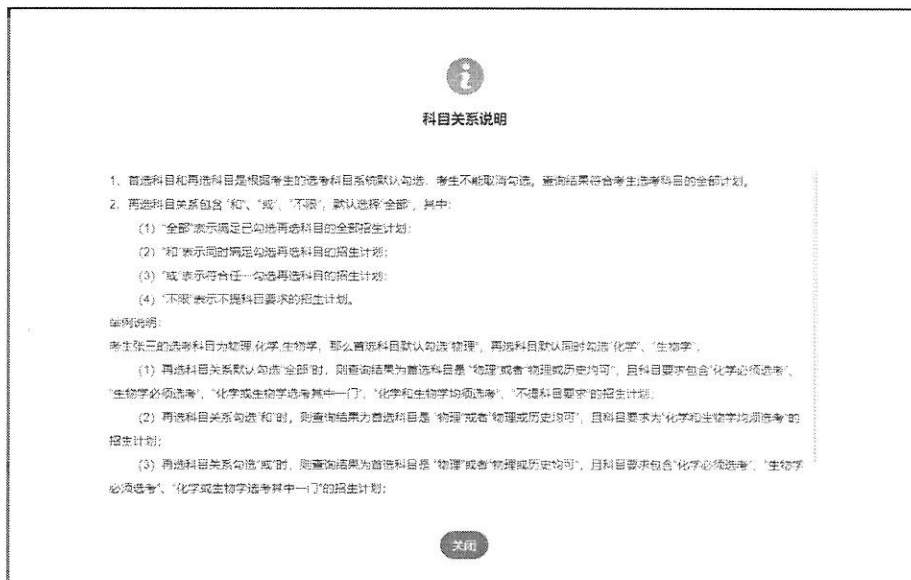 科目关系说明
1、首选科目和再选科目是根据考生的选考科目系统默认勾选，考生不能取消勾选。查询结果符合考生选考科目的全部计划。
2、再选科目关系包含“和”、“或”、“不限”，默认选择“全部”，其中：
（1）“全部”表示满足已勾选再选科目的全部招生计划；
（2）“和”表示同时满足勾选再选科目的招生计划；
（3）“或”表示符合任一勾选再选科目的招生计划；
（4）“不限”表示不提科目要求的招生计划。
举例说明：
考生张三的选考科目为物理,化学,生物学，那么首选科目默认勾选“物理”，再选科目默认同时勾选“化学”、“生物学”。
（1）再选科目关系默认勾选“全部”时，则查询结果为首选科目是“物理”或者“物理或历史均可”，且科目要求包含“化学必须选考”、
“生物学必须选考”、“化学或生物学选考其中一门”、“化学和生物学均须选考”、“不提科目要求”的招生计划；
（2）再选科目关系勾选“和”时，则查询结果为首选科目是“物理”或者“物理或历史均可”，且科目要求为“化学和生物学均须选考”的
招生计划；
（3）再选科目关系勾选“或”时，则查询结果为首选科目是“物理”或者“物理或历史均可”，且科目要求包含“化学必须选考”、“生物学
必须选考”、“化学或生物学选考其中一门”的招生计划；
关闭